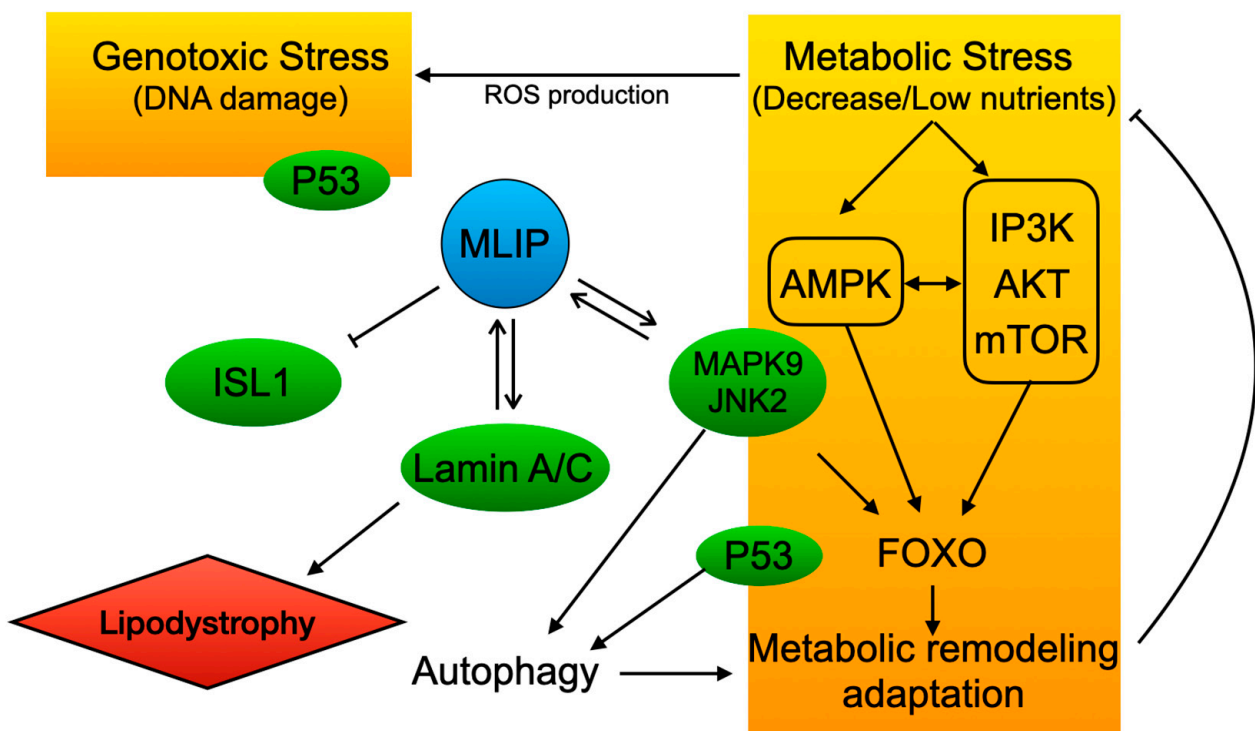 Genotoxic Stress
(DNA damage)
P53
ROS production
Metabolic Stress
(Decrease/Low nutrients)
MLIP
AMPK
IP3K
AKT
mTOR
ISL1
MAPK9
JNK2
Lamin A/C
P53
FOXO
Lipodystrophy
Autophagy
Metabolic remodeling
adaptation